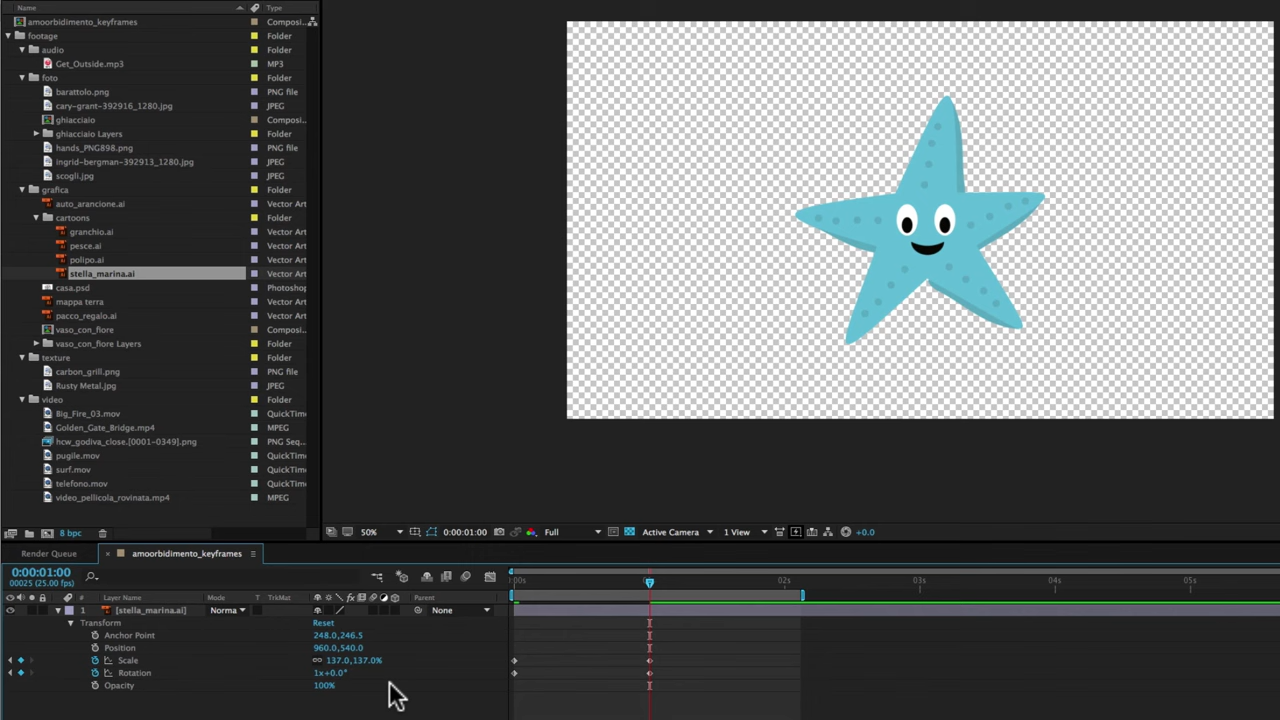 Name Type
amoorbidimento_keyframes Composi...
footage Folder
audio Folder
Get_Outside.mp3 MP3
foto Folder
barattolo.png PNG file
cary-grant-392916_1280.jpg JPEG
ghiacciaio Composi...
ghiacciaio Layers Folder
hands_PNG898.png PNG file
ingrid-bergman-392913_1280.jpg JPEG
scogli.jpg JPEG
grafica Folder
auto_arancione.ai Vector Art
cartoons Folder
granchio.ai Vector Art
pesce.ai Vector Art
polipo.ai Vector Art
stella_marina.ai Vector Art
casa.psd Photoshop
mappa terra Vector Art
pacco_regalo.ai Vector Art
vaso_con_fiore Composi...
vaso_con_fiore Layers Folder
texture Folder
carbon_grill.png PNG file
Rusty Metal.jpg JPEG
video Folder
Big_Fire_03.mov QuickTime
Golden_Gate_Bridge.mp4 MPEG
hcw_godiva_close.[0001-0349].png PNG Seq...
pugile.mov QuickTime
surf.mov QuickTime
telefono.mov QuickTime
video_pellicola_rovinata.mp4 MPEG
8 bpc 50% 0:00:01:00 Full Active Camera 1 View +0.0
Render Queue × amoorbidimento_keyframes
0:00:01:00
00025 (25.00 fps) :00s 02s 03s 04s 05s
# Layer Name Mode T TrkMat Parent
1 [stella_marina.ai] Norma None
Transform Reset
Anchor Point 248.0,246.5
Position 960.0,540.0
Scale 137.0,137.0%
Rotation 1x+0.0°
Opacity 100%